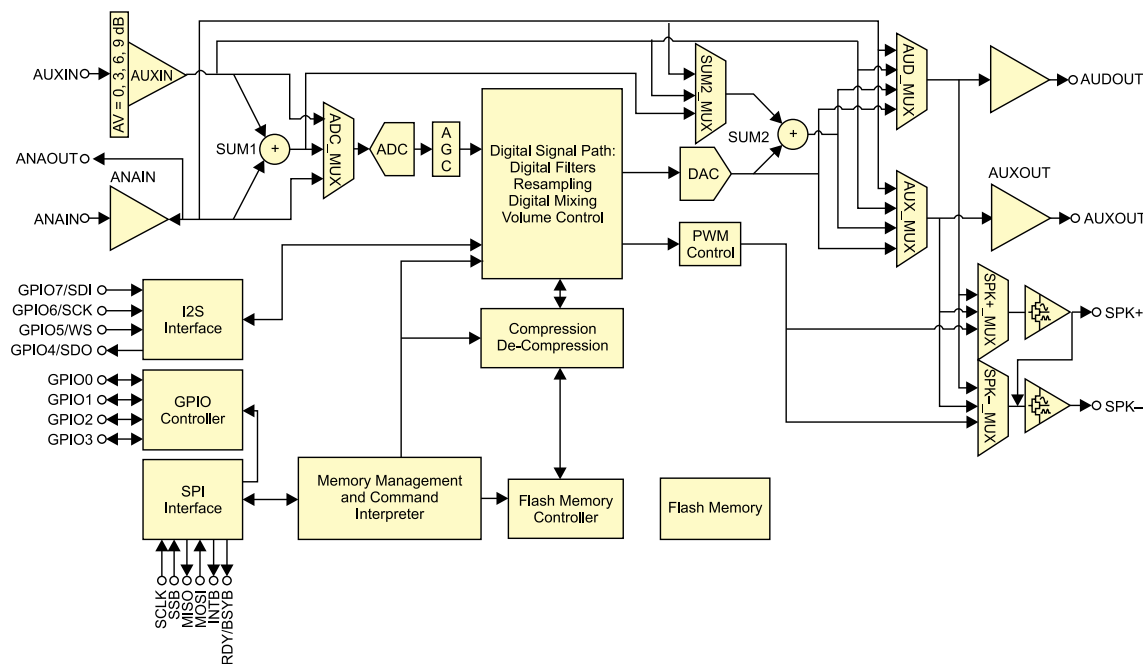 AV = 0, 3, 6, 9 dB
AUXIN
AUXIN
ANAOUT
ANAIN
ANAIN
SUM1
+
ADC_MUX
ADC
AGC
Digital Signal Path:
Digital Filters
Resampling
Digital Mixing
Volume Control
SUM2_MUX
SUM2
+
DAC
PWM
Control
AUD_MUX
AUDOUT
AUX_MUX
AUXOUT
AUXOUT
SPK+_MUX
SPK+
SPK–_MUX
SPK–
GPIO7/SDI
GPIO6/SCK
GPIO5/WS
GPIO4/SDO
I2S
Interface
Compression
De-Compression
GPIO0
GPIO1
GPIO2
GPIO3
GPIO
Controller
SPI
Interface
Memory Management
and Command
Interpreter
Flash Memory
Controller
Flash Memory
SCLK
SSB
MISO
MOSI
INTB
RDY/BSYB